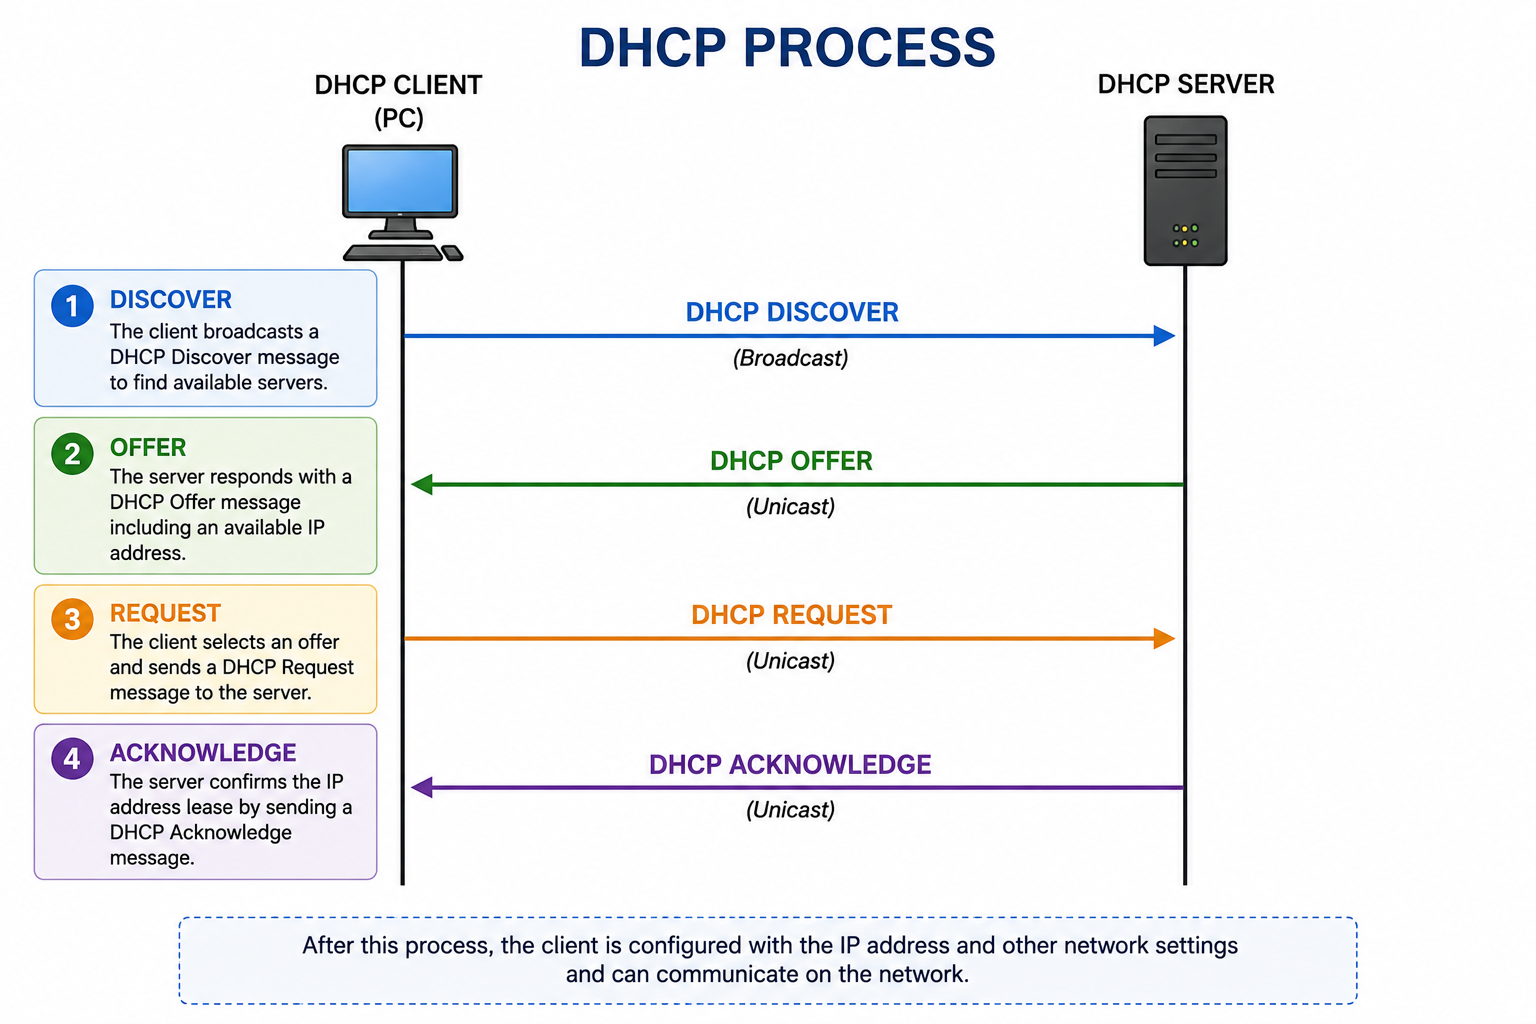 DHCP PROCESS
DHCP CLIENT
(PC)
DHCP SERVER
1
DISCOVER
The client broadcasts a
DHCP Discover message
to find available servers.
DHCP DISCOVER
(Broadcast)
2
OFFER
The server responds with a
DHCP Offer message
including an available IP
address.
DHCP OFFER
(Unicast)
3
REQUEST
The client selects an offer
and sends a DHCP Request
message to the server.
DHCP REQUEST
(Unicast)
4
ACKNOWLEDGE
The server confirms the IP
address lease by sending a
DHCP Acknowledge
message.
DHCP ACKNOWLEDGE
(Unicast)
After this process, the client is configured with the IP address and other network settings
and can communicate on the network.